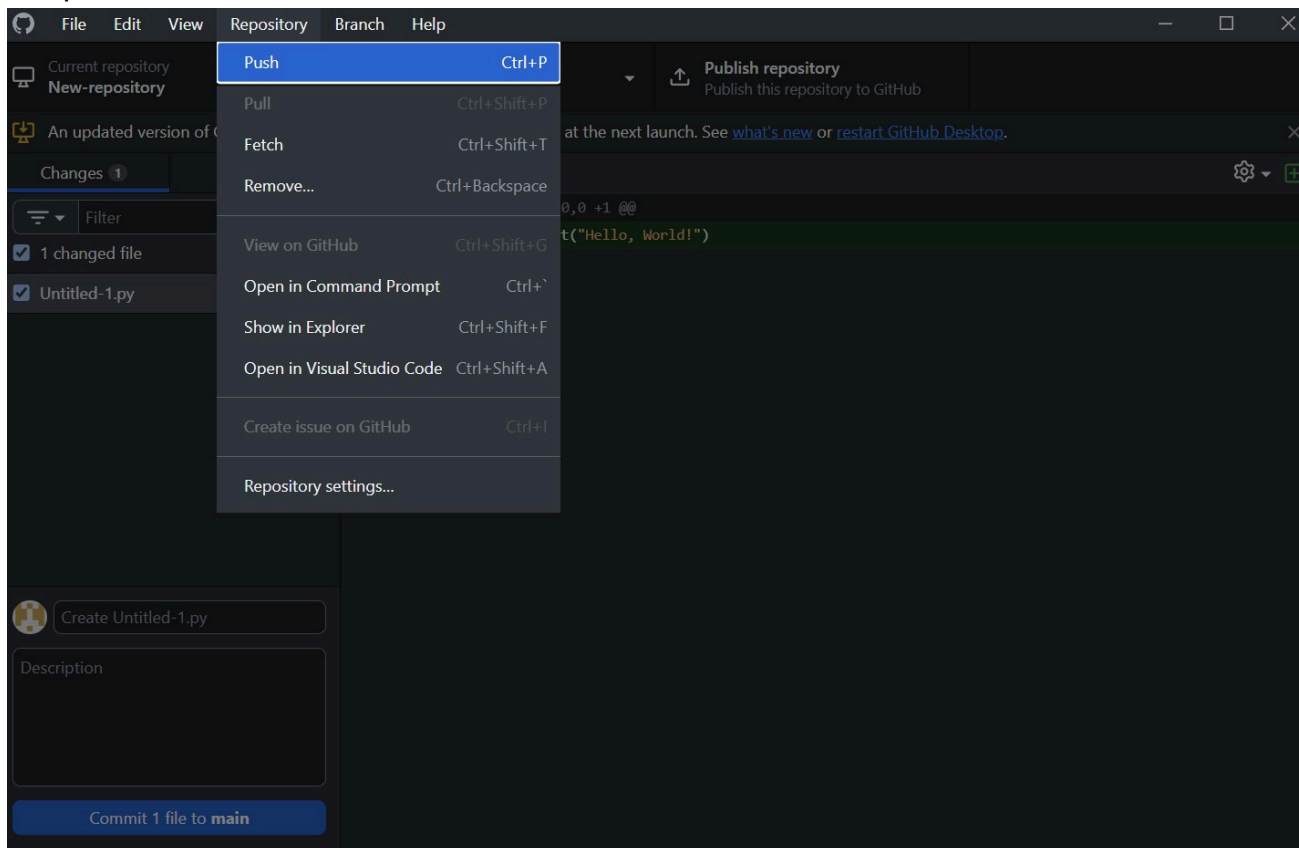 File Edit View Repository Branch Help
Current repository
New-repository
Publish repository
Publish this repository to GitHub
Push Ctrl+P
Pull Ctrl+Shift+P
Fetch Ctrl+Shift+T
Remove... Ctrl+Backspace
View on GitHub Ctrl+Shift+G
Open in Command Prompt Ctrl+`
Show in Explorer Ctrl+Shift+F
Open in Visual Studio Code Ctrl+Shift+A
Create issue on GitHub Ctrl+I
Repository settings...
An updated version of at the next launch. See what's new or restart GitHub Desktop.
Changes 1
Filter
0,0 +1 @@
1 changed file
t("Hello, World!")
Untitled-1.py
Create Untitled-1.py
Description
Commit 1 file to main